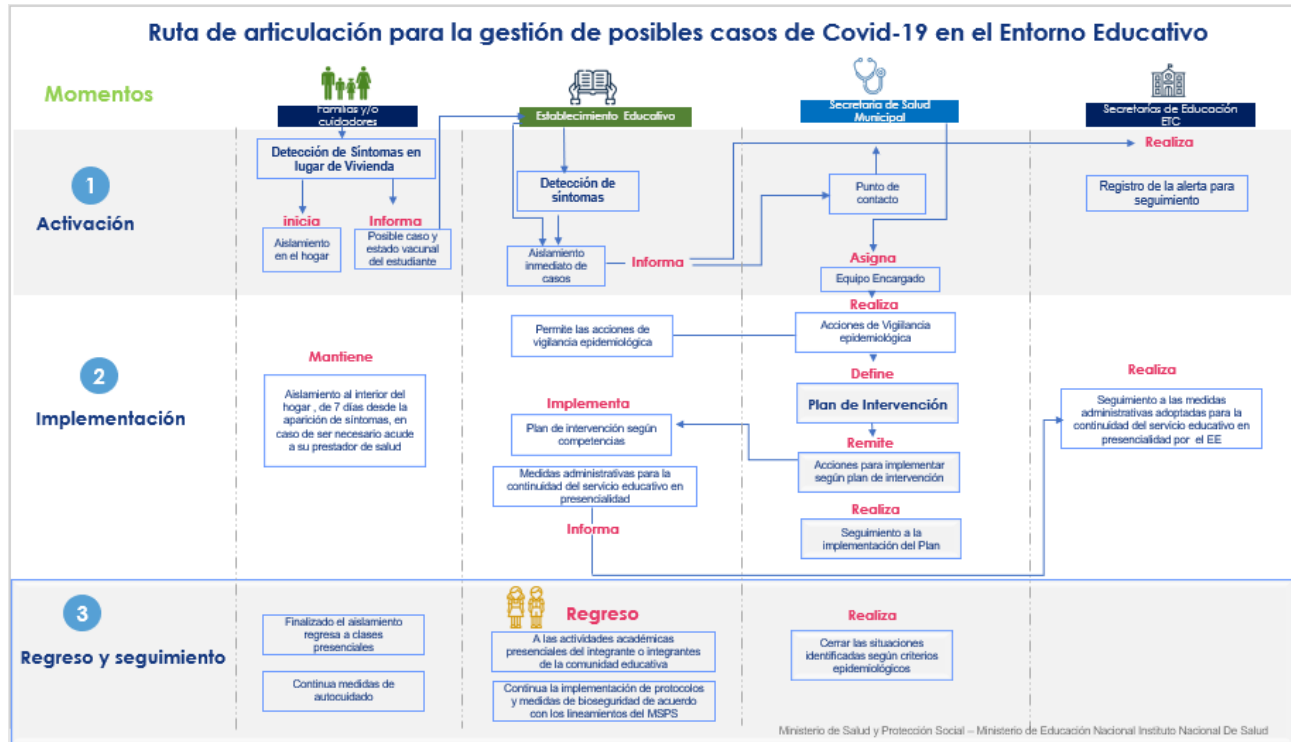 Ruta de articulación para la gestión de posibles casos de Covid-19 en el Entorno Educativo
Momentos
Familias y/o
cuidadores
Establecimiento Educativo
Secretaría de Salud
Municipal
Secretarías de Educación
ETC
1
Activación
Detección de Síntomas en
lugar de Vivienda
inicia
Aislamiento
en el hogar
Informa
Posible caso y
estado vacunal
del estudiante
Detección de
síntomas
Aislamiento
inmediato de
casos
Informa
Punto de
contacto
Asigna
Equipo Encargado
Realiza
Registro de la alerta para
seguimiento
2
Implementación
Mantiene
Aislamiento al interior del
hogar , de 7 días desde la
aparición de síntomas, en
caso de ser necesario acude
a su prestador de salud
Permite las acciones de
vigilancia epidemiológica
Implementa
Plan de intervención según
competencias
Medidas administrativas para la
continuidad del servicio educativo en
presencialidad
Informa
Realiza
Acciones de Vigilancia
epidemiológica
Define
Plan de Intervención
Remite
Acciones para implementar
según plan de intervención
Realiza
Seguimiento a la
implementación del Plan
Realiza
Seguimiento a las medidas
administrativas adoptadas para la
continuidad del servicio educativo en
presencialidad por el EE
3
Regreso y seguimiento
Finalizado el aislamiento
regresa a clases
presenciales
Continua medidas de
autocuidado
Regreso
A las actividades académicas
presenciales del integrante o integrantes
de la comunidad educativa
Continua la implementación de protocolos
y medidas de bioseguridad de acuerdo
con los lineamientos del MSPS
Realiza
Cerrar las situaciones
identificadas según criterios
epidemiológicos
Ministerio de Salud y Protección Social – Ministerio de Educación Nacional Instituto Nacional De Salud